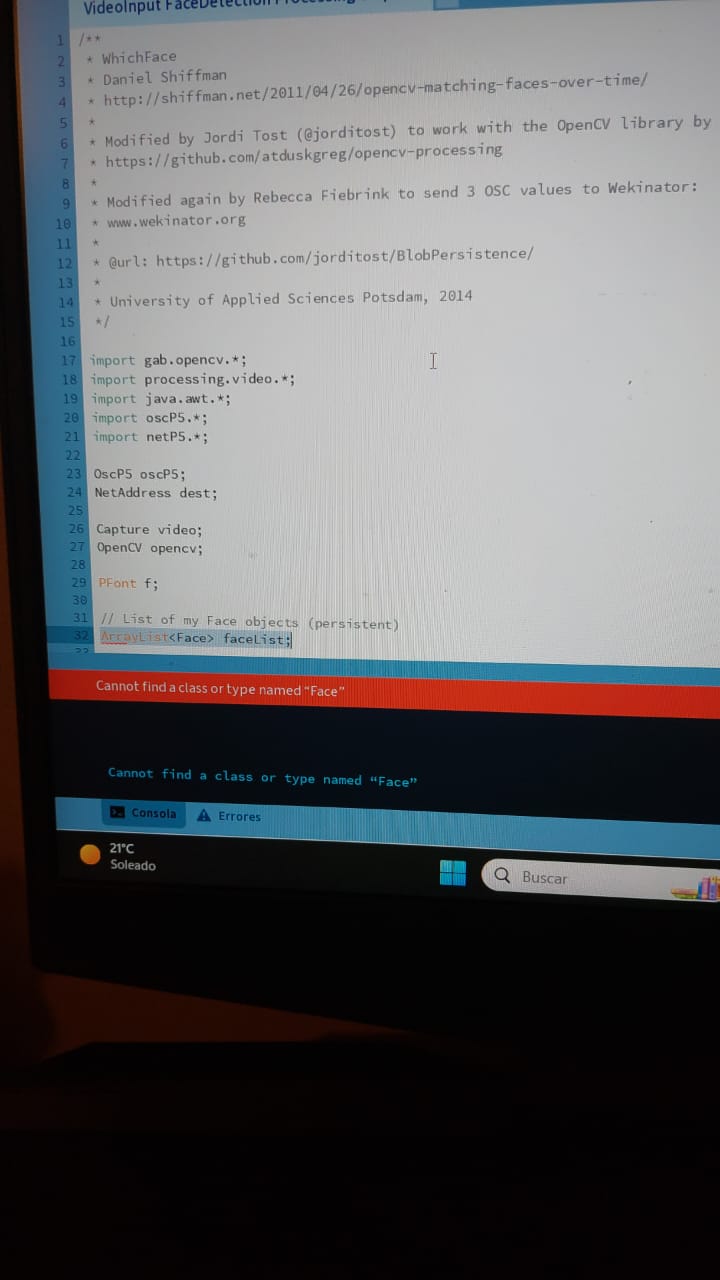 VideoInput FaceDetection
1 /**
2 * WhichFace
3 * Daniel Shiffman
4 * http://shiffman.net/2011/04/26/opencv-matching-faces-over-time/
5 *
6 * Modified by Jordi Tost (@jorditost) to work with the OpenCV library by
7 * https://github.com/atduskgreg/opencv-processing
8 *
9 * Modified again by Rebecca Fiebrink to send 3 OSC values to Wekinator:
10 * www.wekinator.org
11 *
12 * @url: https://github.com/jorditost/BlobPersistence/
13 *
14 * University of Applied Sciences Potsdam, 2014
15 */
16
17 import gab.opencv.*;
18 import processing.video.*;
19 import java.awt.*;
20 import oscP5.*;
21 import netP5.*;
22
23 OscP5 oscP5;
24 NetAddress dest;
25
26 Capture video;
27 OpenCV opencv;
28
29 PFont f;
30
31 // List of my Face objects (persistent)
32 ArrayList<Face> faceList;
Cannot find a class or type named "Face"
Cannot find a class or type named “Face”
Consola Errores
21°C
Soleado
Buscar